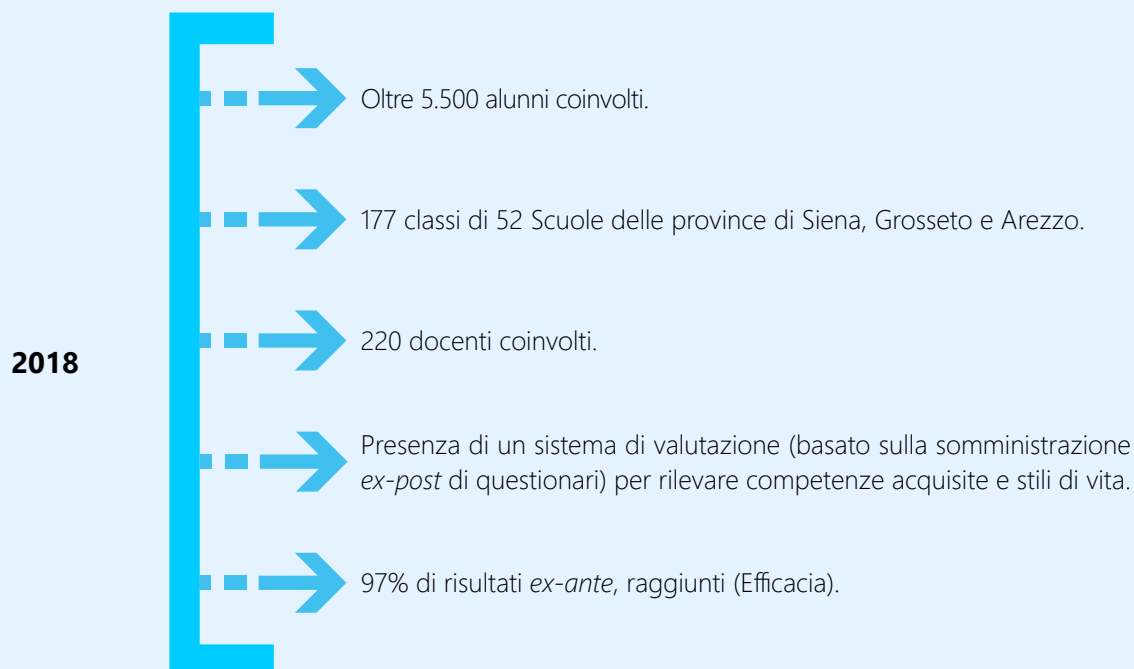 Oltre 5.500 alunni coinvolti.
177 classi di 52 Scuole delle province di Siena, Grosseto e Arezzo.
220 docenti coinvolti.
2018
Presenza di un sistema di valutazione (basato sulla somministrazione
ex-post di questionari) per rilevare competenze acquisite e stili di vita.
97% di risultati ex-ante, raggiunti (Efficacia).